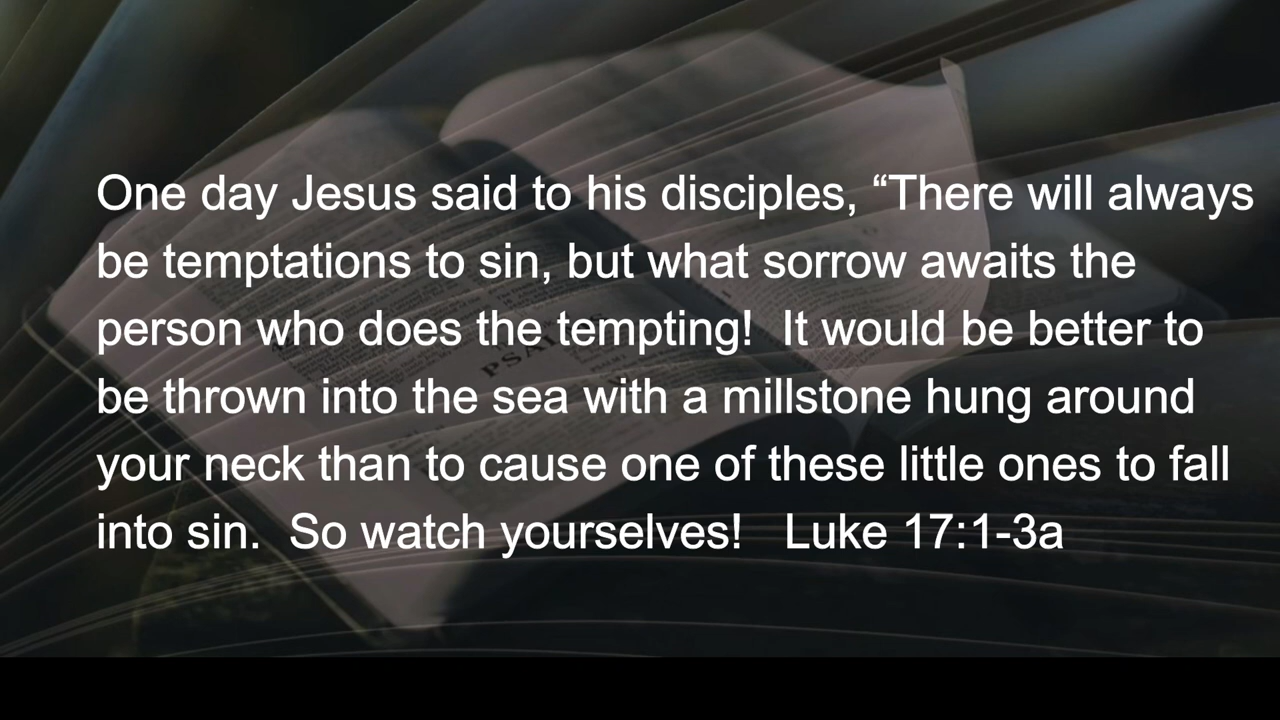 One day Jesus said to his disciples, “There will always
be temptations to sin, but what sorrow awaits the
person who does the tempting!  It would be better to
be thrown into the sea with a millstone hung around
your neck than to cause one of these little ones to fall
into sin.  So watch yourselves!   Luke 17:1-3a
PSALMS